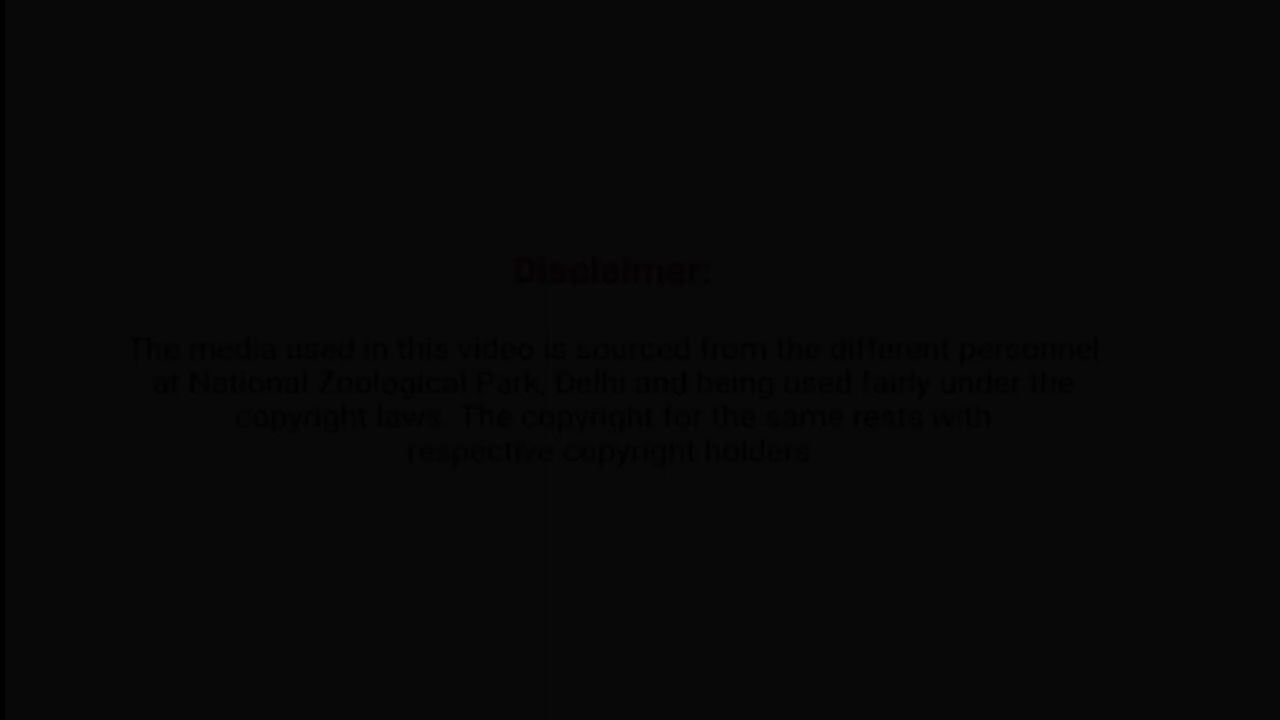 Disclaimer:
The media used in this video is sourced from the different personnel
at National Zoological Park, Delhi and being used fairly under the
copyright laws. The copyright for the same rests with
respective copyright holders.